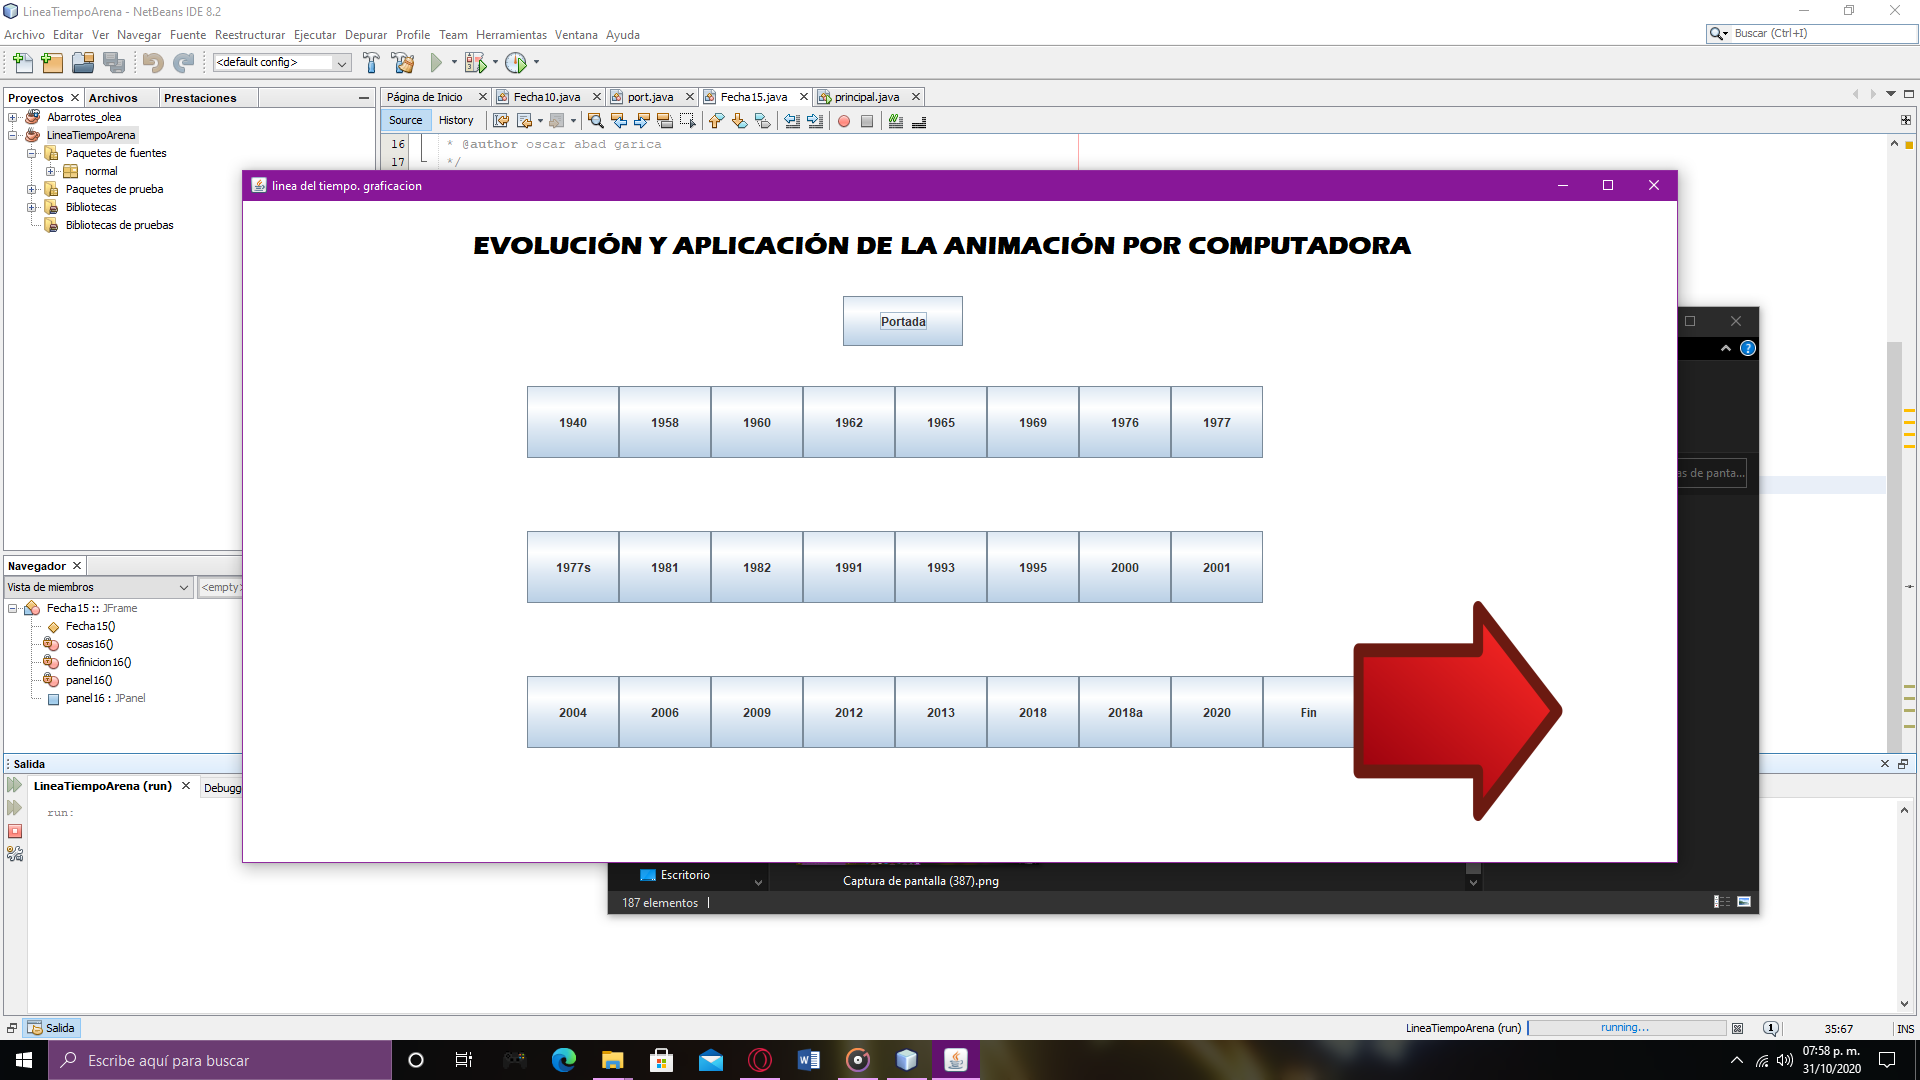 LineaTiempoArena - NetBeans IDE 8.2
Archivo Editar Ver Navegar Fuente Reestructurar Ejecutar Depurar Profile Team Herramientas Ventana Ayuda
Buscar (Ctrl+I)
<default config>
Proyectos Archivos Prestaciones
Página de Inicio Fecha10.java port.java Fecha15.java principal.java
Source History
Abarrotes_olea
LineaTiempoArena
Paquetes de fuentes
normal
Paquetes de prueba
Bibliotecas
Bibliotecas de pruebas
16 * @author oscar abad garica
17 */
linea del tiempo. graficacion
EVOLUCIÓN Y APLICACIÓN DE LA ANIMACIÓN POR COMPUTADORA
Portada
1940 1958 1960 1962 1965 1969 1976 1977
1977s 1981 1982 1991 1993 1995 2000 2001
2004 2006 2009 2012 2013 2018 2018a 2020 Fin
as de panta...
Navegador
Vista de miembros
<empty>
Fecha15 :: JFrame
Fecha15()
cosas16()
definicion16()
panel16()
panel16 : JPanel
Salida
LineaTiempoArena (run) Debugg
run:
Escritorio
Captura de pantalla (387).png
187 elementos
Salida
LineaTiempoArena (run) running... 1 35:67 INS
Escribe aquí para buscar
07:58 p. m.
31/10/2020